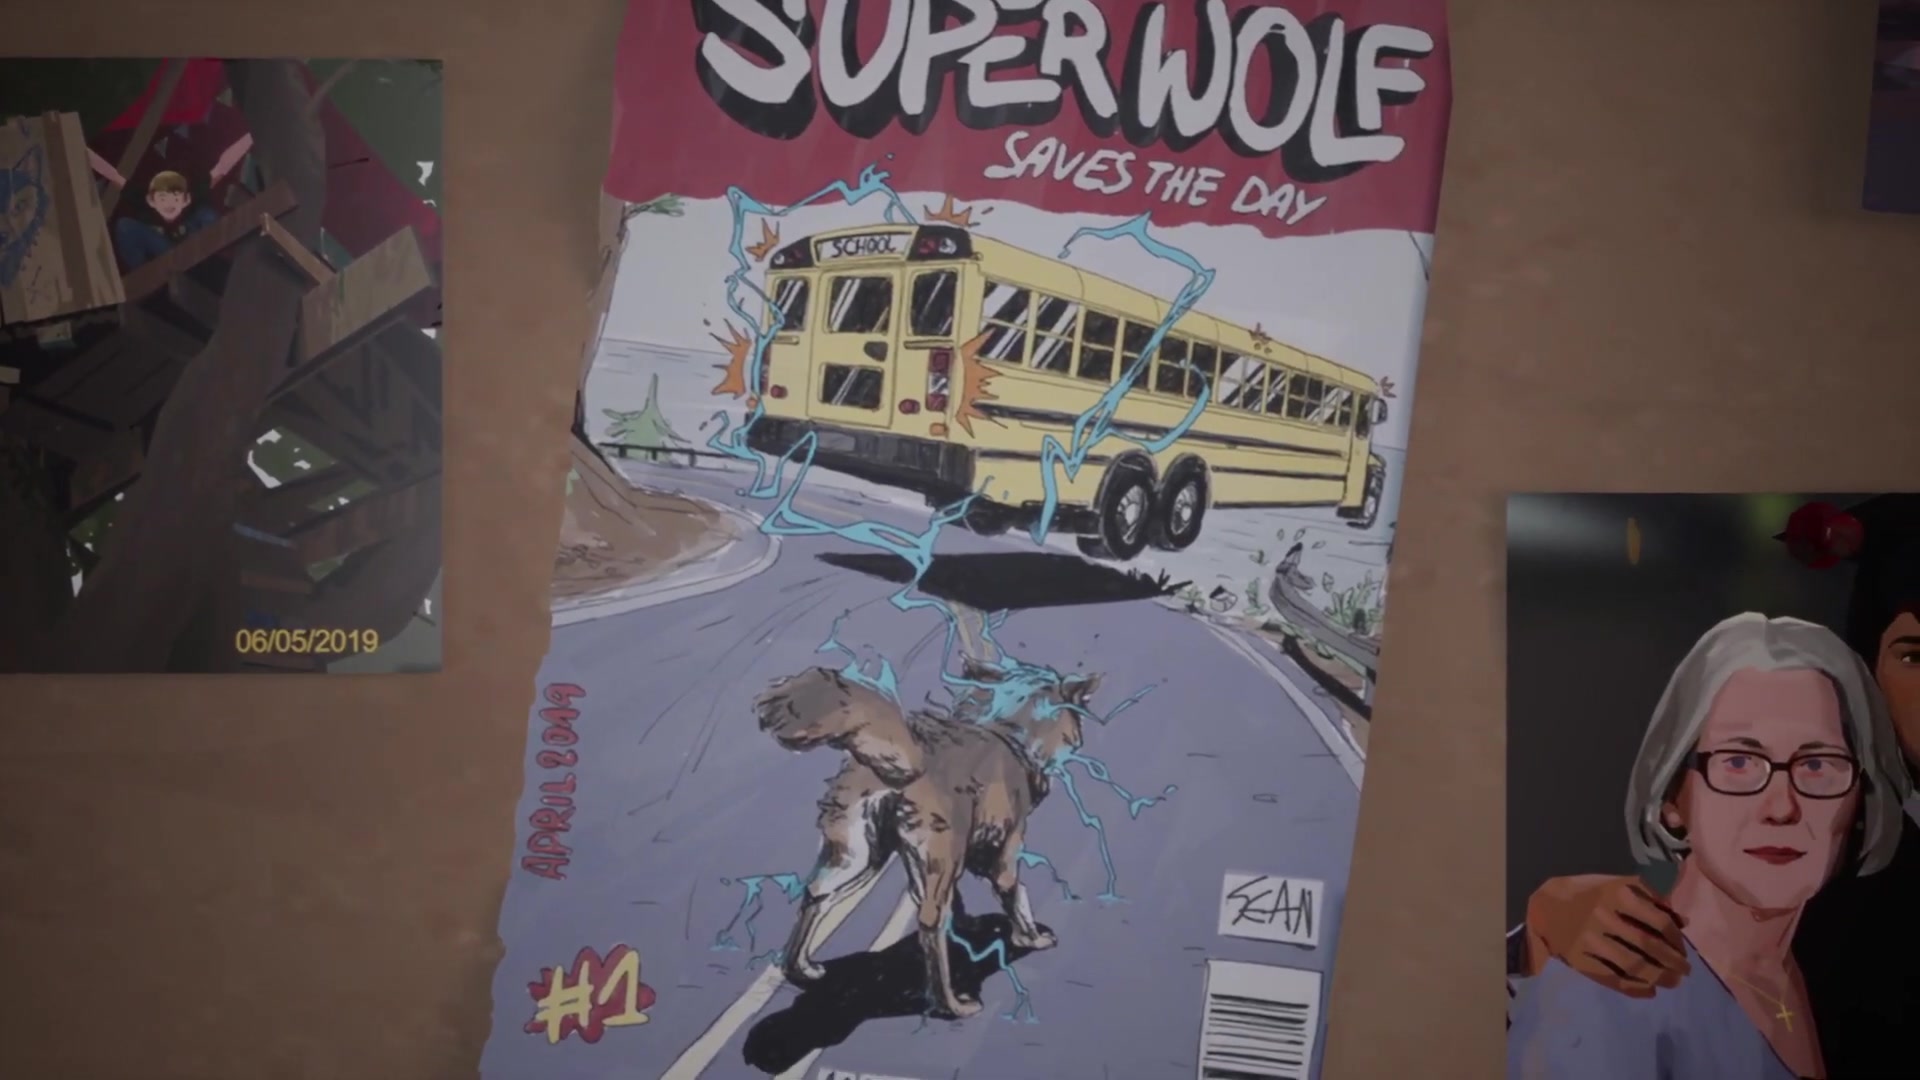 SUPER WOLF
SAVES THE DAY
SCHOOL
06/05/2019
APRIL 2019
SEAN
#1